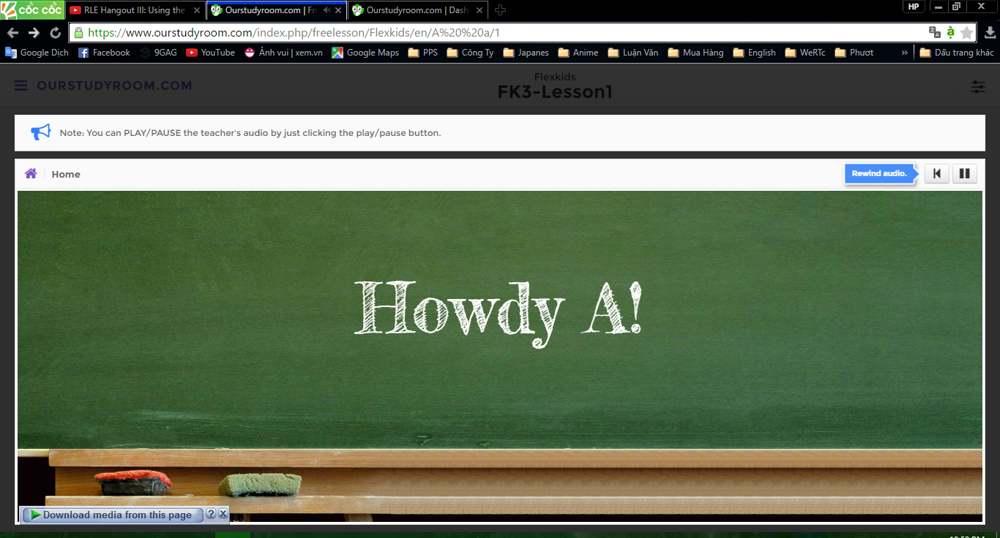 cốc cốc
RLE Hangout III: Using the
Ourstudyroom.com | Fr
Ourstudyroom.com | Dash
HP
https://www.ourstudyroom.com/index.php/freelesson/Flexkids/en/A%20%20a/1
Google Dịch Facebook 9GAG YouTube Ảnh vui | xem.vn Google Maps PPS Công Ty Japanes Anime Luận Văn Mua Hàng English WeRTc Phượt » Dấu trang khác
OURSTUDYROOM.COM
Flexkids
FK3-Lesson1
Note: You can PLAY/PAUSE the teacher's audio by just clicking the play/pause button.
Home
Rewind audio.
Howdy A!
Download media from this page ? X